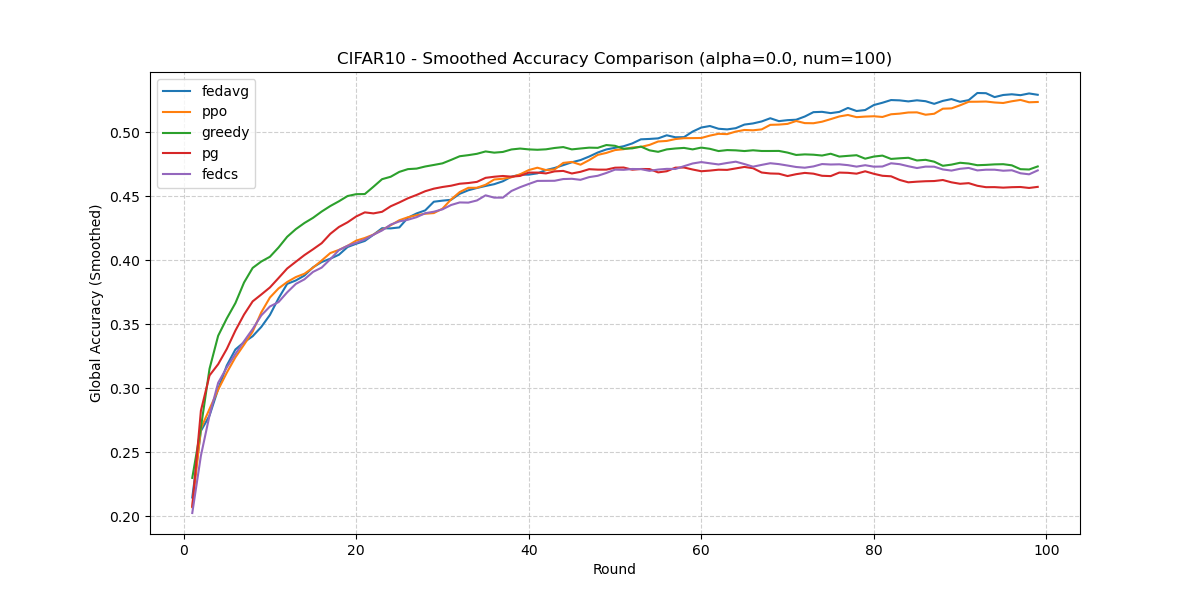 CIFAR10 - Smoothed Accuracy Comparison (alpha=0.0, num=100)
fedavg
ppo
greedy
pg
fedcs
Global Accuracy (Smoothed)
0.50
0.45
0.40
0.35
0.30
0.25
0.20
0 20 40 60 80 100
Round